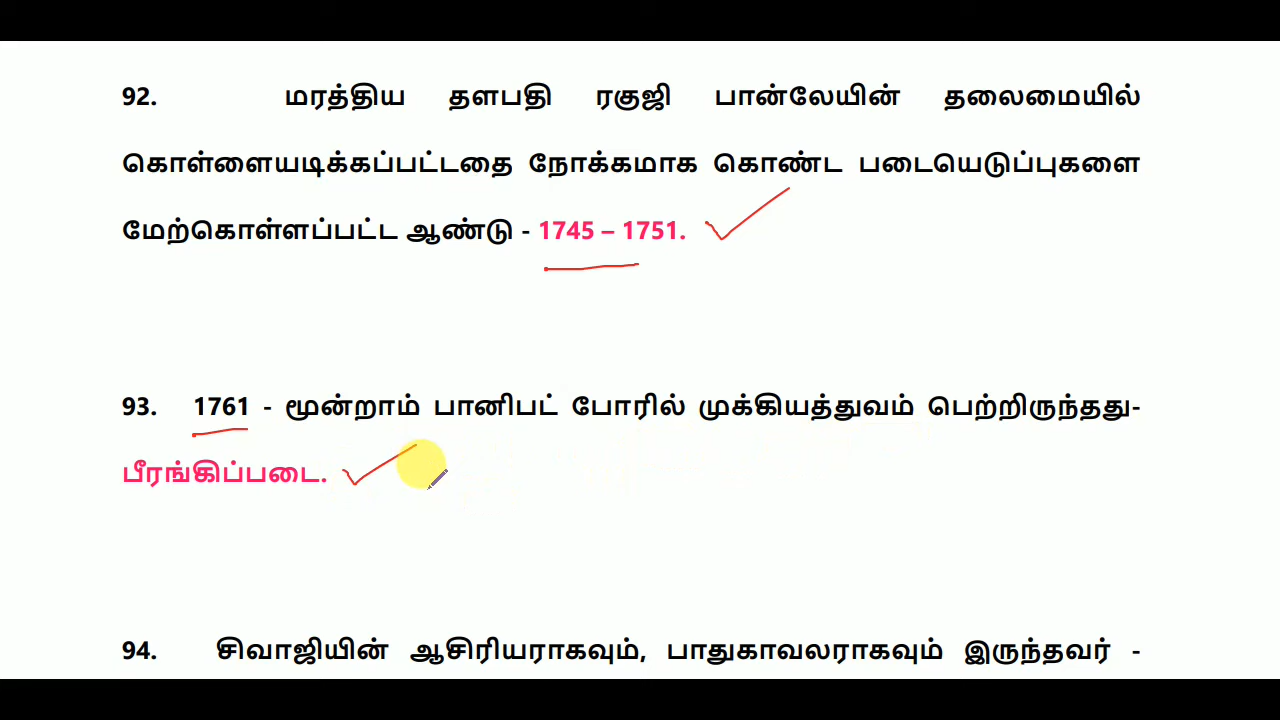 92. மரத்திய தளபதி ரகுஜி பான்லேயின் தலைமையில்
கொள்ளையடிக்கப்பட்டதை நோக்கமாக கொண்ட படையெடுப்புகளை
மேற்கொள்ளப்பட்ட ஆண்டு - 1745 – 1751.
93. 1761 - மூன்றாம் பானிபட் போரில் முக்கியத்துவம் பெற்றிருந்தது-
பீரங்கிப்படை.
94. சிவாஜியின் ஆசிரியராகவும், பாதுகாவலராகவும் இருந்தவர் -